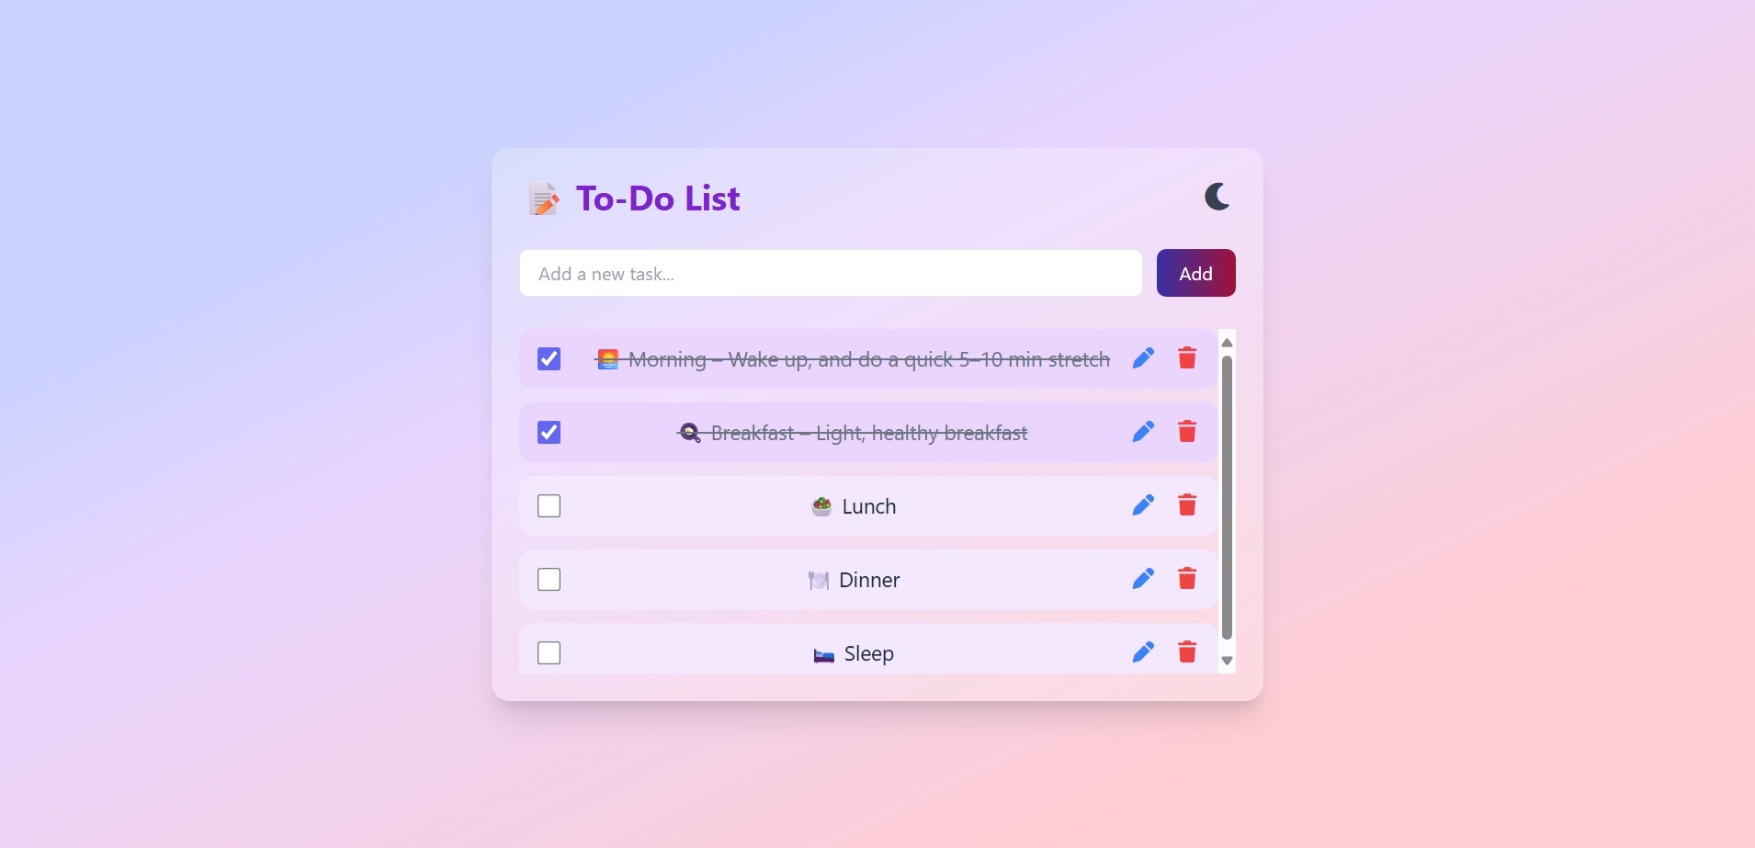 To-Do List
Add a new task...
Add
Morning – Wake up, and do a quick 5–10 min stretch
Breakfast – Light, healthy breakfast
Lunch
Dinner
Sleep